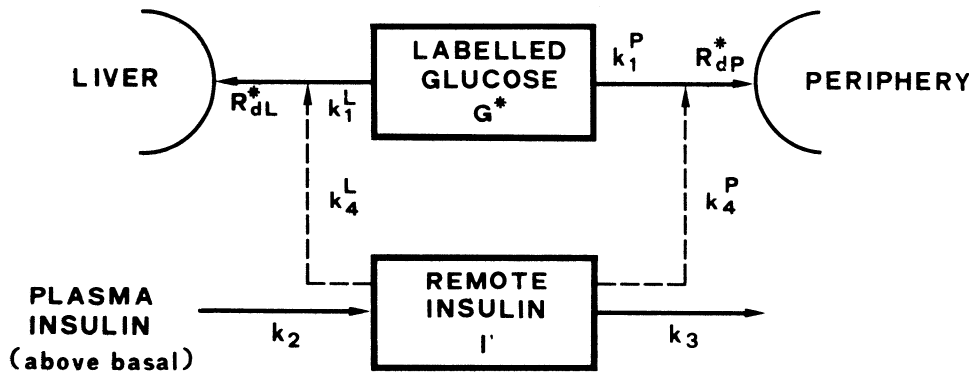 LABELLED
GLUCOSE
G*
LIVER
PERIPHERY
R*dL
k1L
k1P
R*dP
k4L
k4P
PLASMA
INSULIN
(above basal)
k2
REMOTE
INSULIN
I'
k3